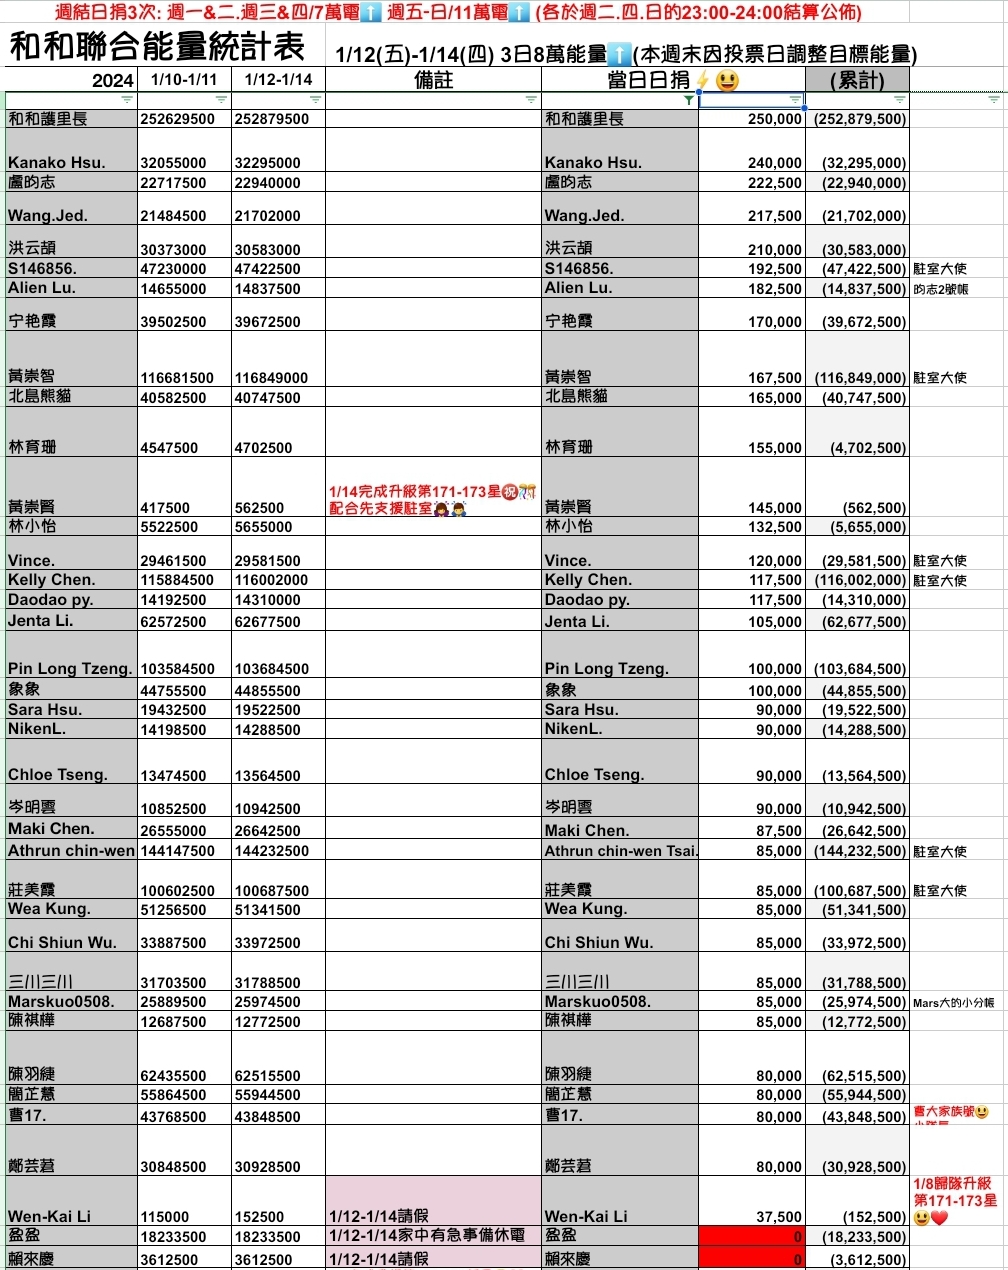 週結日捐3次: 週一&二.週三&四/7萬電⬆️ 週五-日/11萬電⬆️ (各於週二.四.日的23:00-24:00結算公佈)
和和聯合能量統計表 1/12(五)-1/14(四) 3日8萬能量⬆️(本週末因投票日調整目標能量)
2024 1/10-1/11 1/12-1/14 備註 當日日捐⚡😃 (累計)
和和護里長 252629500 252879500 和和護里長 250,000 (252,879,500)
Kanako Hsu. 32055000 32295000 Kanako Hsu. 240,000 (32,295,000)
盧昀志 22717500 22940000 盧昀志 222,500 (22,940,000)
Wang.Jed. 21484500 21702000 Wang.Jed. 217,500 (21,702,000)
洪云頡 30373000 30583000 洪云頡 210,000 (30,583,000)
S146856. 47230000 47422500 S146856. 192,500 (47,422,500) 駐室大使
Alien Lu. 14655000 14837500 Alien Lu. 182,500 (14,837,500) 昀志2號帳
宁艳霞 39502500 39672500 宁艳霞 170,000 (39,672,500)
黃崇智 116681500 116849000 黃崇智 167,500 (116,849,000) 駐室大使
北島熊貓 40582500 40747500 北島熊貓 165,000 (40,747,500)
林育珊 4547500 4702500 林育珊 155,000 (4,702,500)
1/14完成升級第171-173星㊗️🎊
黃崇賢 417500 562500 配合先支援駐室 黃崇賢 145,000 (562,500)
林小怡 5522500 5655000 林小怡 132,500 (5,655,000)
Vince. 29461500 29581500 Vince. 120,000 (29,581,500) 駐室大使
Kelly Chen. 115884500 116002000 Kelly Chen. 117,500 (116,002,000) 駐室大使
Daodao py. 14192500 14310000 Daodao py. 117,500 (14,310,000)
Jenta Li. 62572500 62677500 Jenta Li. 105,000 (62,677,500)
Pin Long Tzeng. 103584500 103684500 Pin Long Tzeng. 100,000 (103,684,500)
象象 44755500 44855500 象象 100,000 (44,855,500)
Sara Hsu. 19432500 19522500 Sara Hsu. 90,000 (19,522,500)
NikenL. 14198500 14288500 NikenL. 90,000 (14,288,500)
Chloe Tseng. 13474500 13564500 Chloe Tseng. 90,000 (13,564,500)
岑明雲 10852500 10942500 岑明雲 90,000 (10,942,500)
Maki Chen. 26555000 26642500 Maki Chen. 87,500 (26,642,500)
Athrun chin-wen 144147500 144232500 Athrun chin-wen Tsai. 85,000 (144,232,500) 駐室大使
莊美霞 100602500 100687500 莊美霞 85,000 (100,687,500) 駐室大使
Wea Kung. 51256500 51341500 Wea Kung. 85,000 (51,341,500)
Chi Shiun Wu. 33887500 33972500 Chi Shiun Wu. 85,000 (33,972,500)
三川三川 31703500 31788500 三川三川 85,000 (31,788,500)
Marskuo0508. 25889500 25974500 Marskuo0508. 85,000 (25,974,500) Mars大的小分帳
陳祺樺 12687500 12772500 陳祺樺 85,000 (12,772,500)
陳羽緁 62435500 62515500 陳羽緁 80,000 (62,515,500)
簡芷慧 55864500 55944500 簡芷慧 80,000 (55,944,500)
曹17. 43768500 43848500 曹17. 80,000 (43,848,500) 曹大家族號😃
鄭芸萫 30848500 30928500 鄭芸萫 80,000 (30,928,500)
1/8歸隊升級
第171-173星
Wen-Kai Li 115000 152500 1/12-1/14請假 Wen-Kai Li 37,500 (152,500) 😃❤️
盈盈 18233500 18233500 1/12-1/14家中有急事備休電 盈盈 0 (18,233,500)
賴來慶 3612500 3612500 1/12-1/14請假 賴來慶 0 (3,612,500)